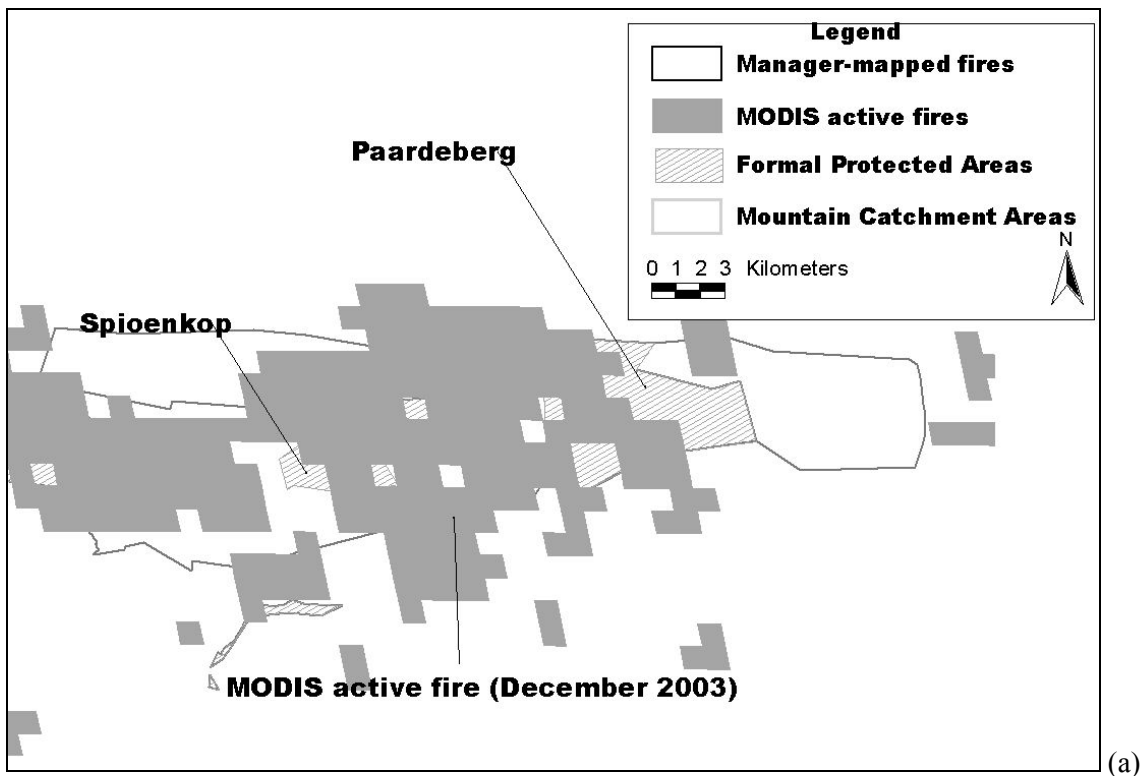 Legend
Manager-mapped fires
MODIS active fires
Formal Protected Areas
Mountain Catchment Areas
N
0 1 2 3 Kilometers
Paardeberg
Spioenkop
MODIS active fire (December 2003)
(a)